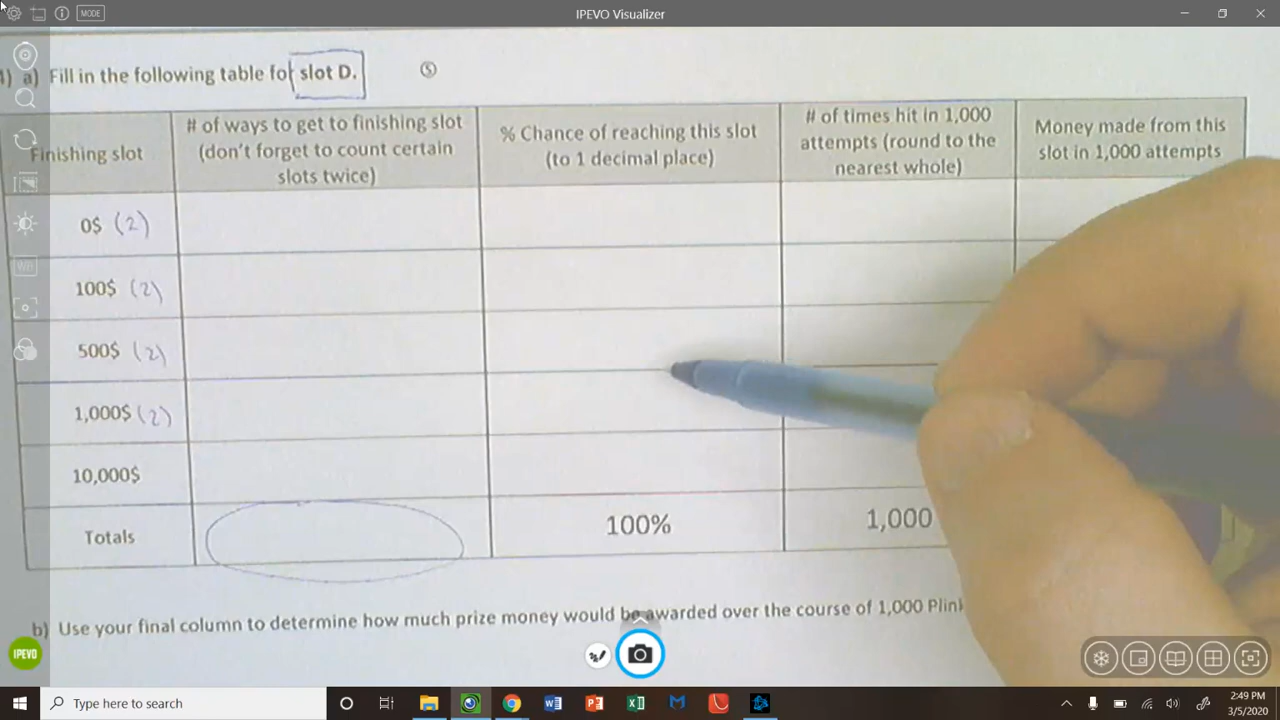 MODE
IPEVO Visualizer
a) Fill in the following table for slot D.
5
Finishing slot
# of ways to get to finishing slot
(don't forget to count certain
slots twice)
% Chance of reaching this slot
(to 1 decimal place)
# of times hit in 1,000
attempts (round to the
nearest whole)
Money made from this
slot in 1,000 attempts
0$ (2)
100$ (2)
500$ (2)
1,000$ (2)
10,000$
Totals
100%
1,000
b) Use your final column to determine how much prize money would be awarded over the course of 1,000
IPEVO
Type here to search
2:49 PM
3/5/2020